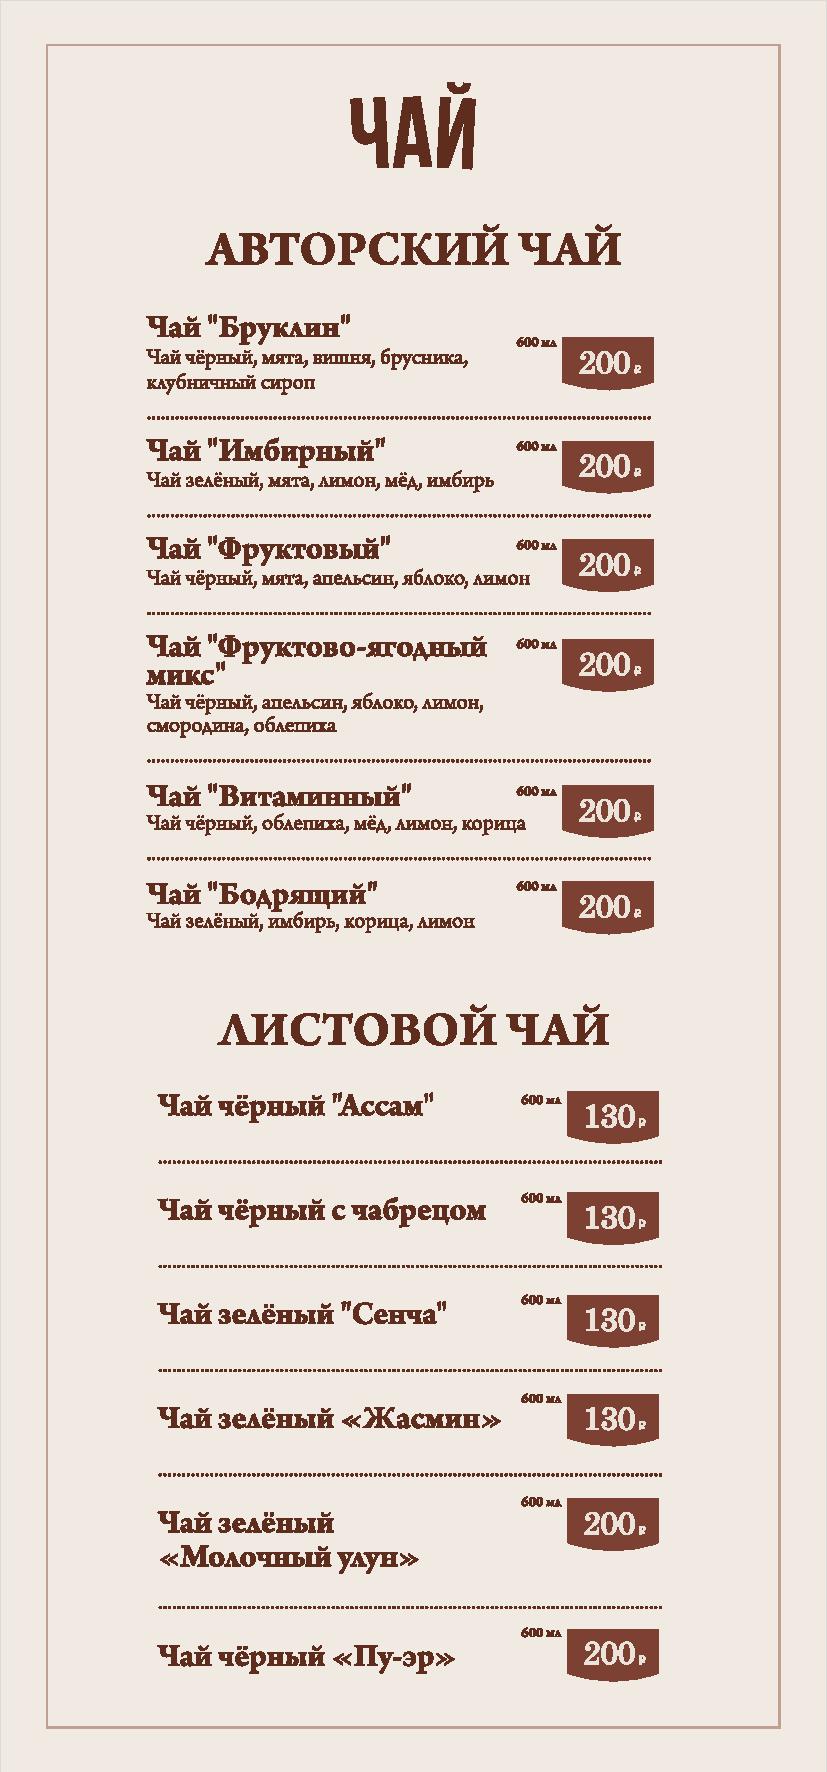 ЧАЙ
АВТОРСКИЙ ЧАЙ
Чай "Бруклин"
600 мл
200 ₽
Чай чёрный, мята, вишня, брусника,
клубничный сироп
Чай "Имбирный"
600 мл
200 ₽
Чай зелёный, мята, лимон, мёд, имбирь
Чай "Фруктовый"
600 мл
200 ₽
Чай чёрный, мята, апельсин, яблоко, лимон
Чай "Фруктово-ягодный
микс"
600 мл
200 ₽
Чай чёрный, апельсин, яблоко, лимон,
смородина, облепиха
Чай "Витаминный"
600 мл
200 ₽
Чай чёрный, облепиха, мёд, лимон, корица
Чай "Бодрящий"
600 мл
200 ₽
Чай зелёный, имбирь, корица, лимон
ЛИСТОВОЙ ЧАЙ
Чай чёрный "Ассам"
600 мл
130 ₽
Чай чёрный с чабрецом
600 мл
130 ₽
Чай зелёный "Сенча"
600 мл
130 ₽
Чай зелёный «Жасмин»
600 мл
130 ₽
Чай зелёный
«Молочный улун»
600 мл
200 ₽
Чай чёрный «Пу-эр»
600 мл
200 ₽